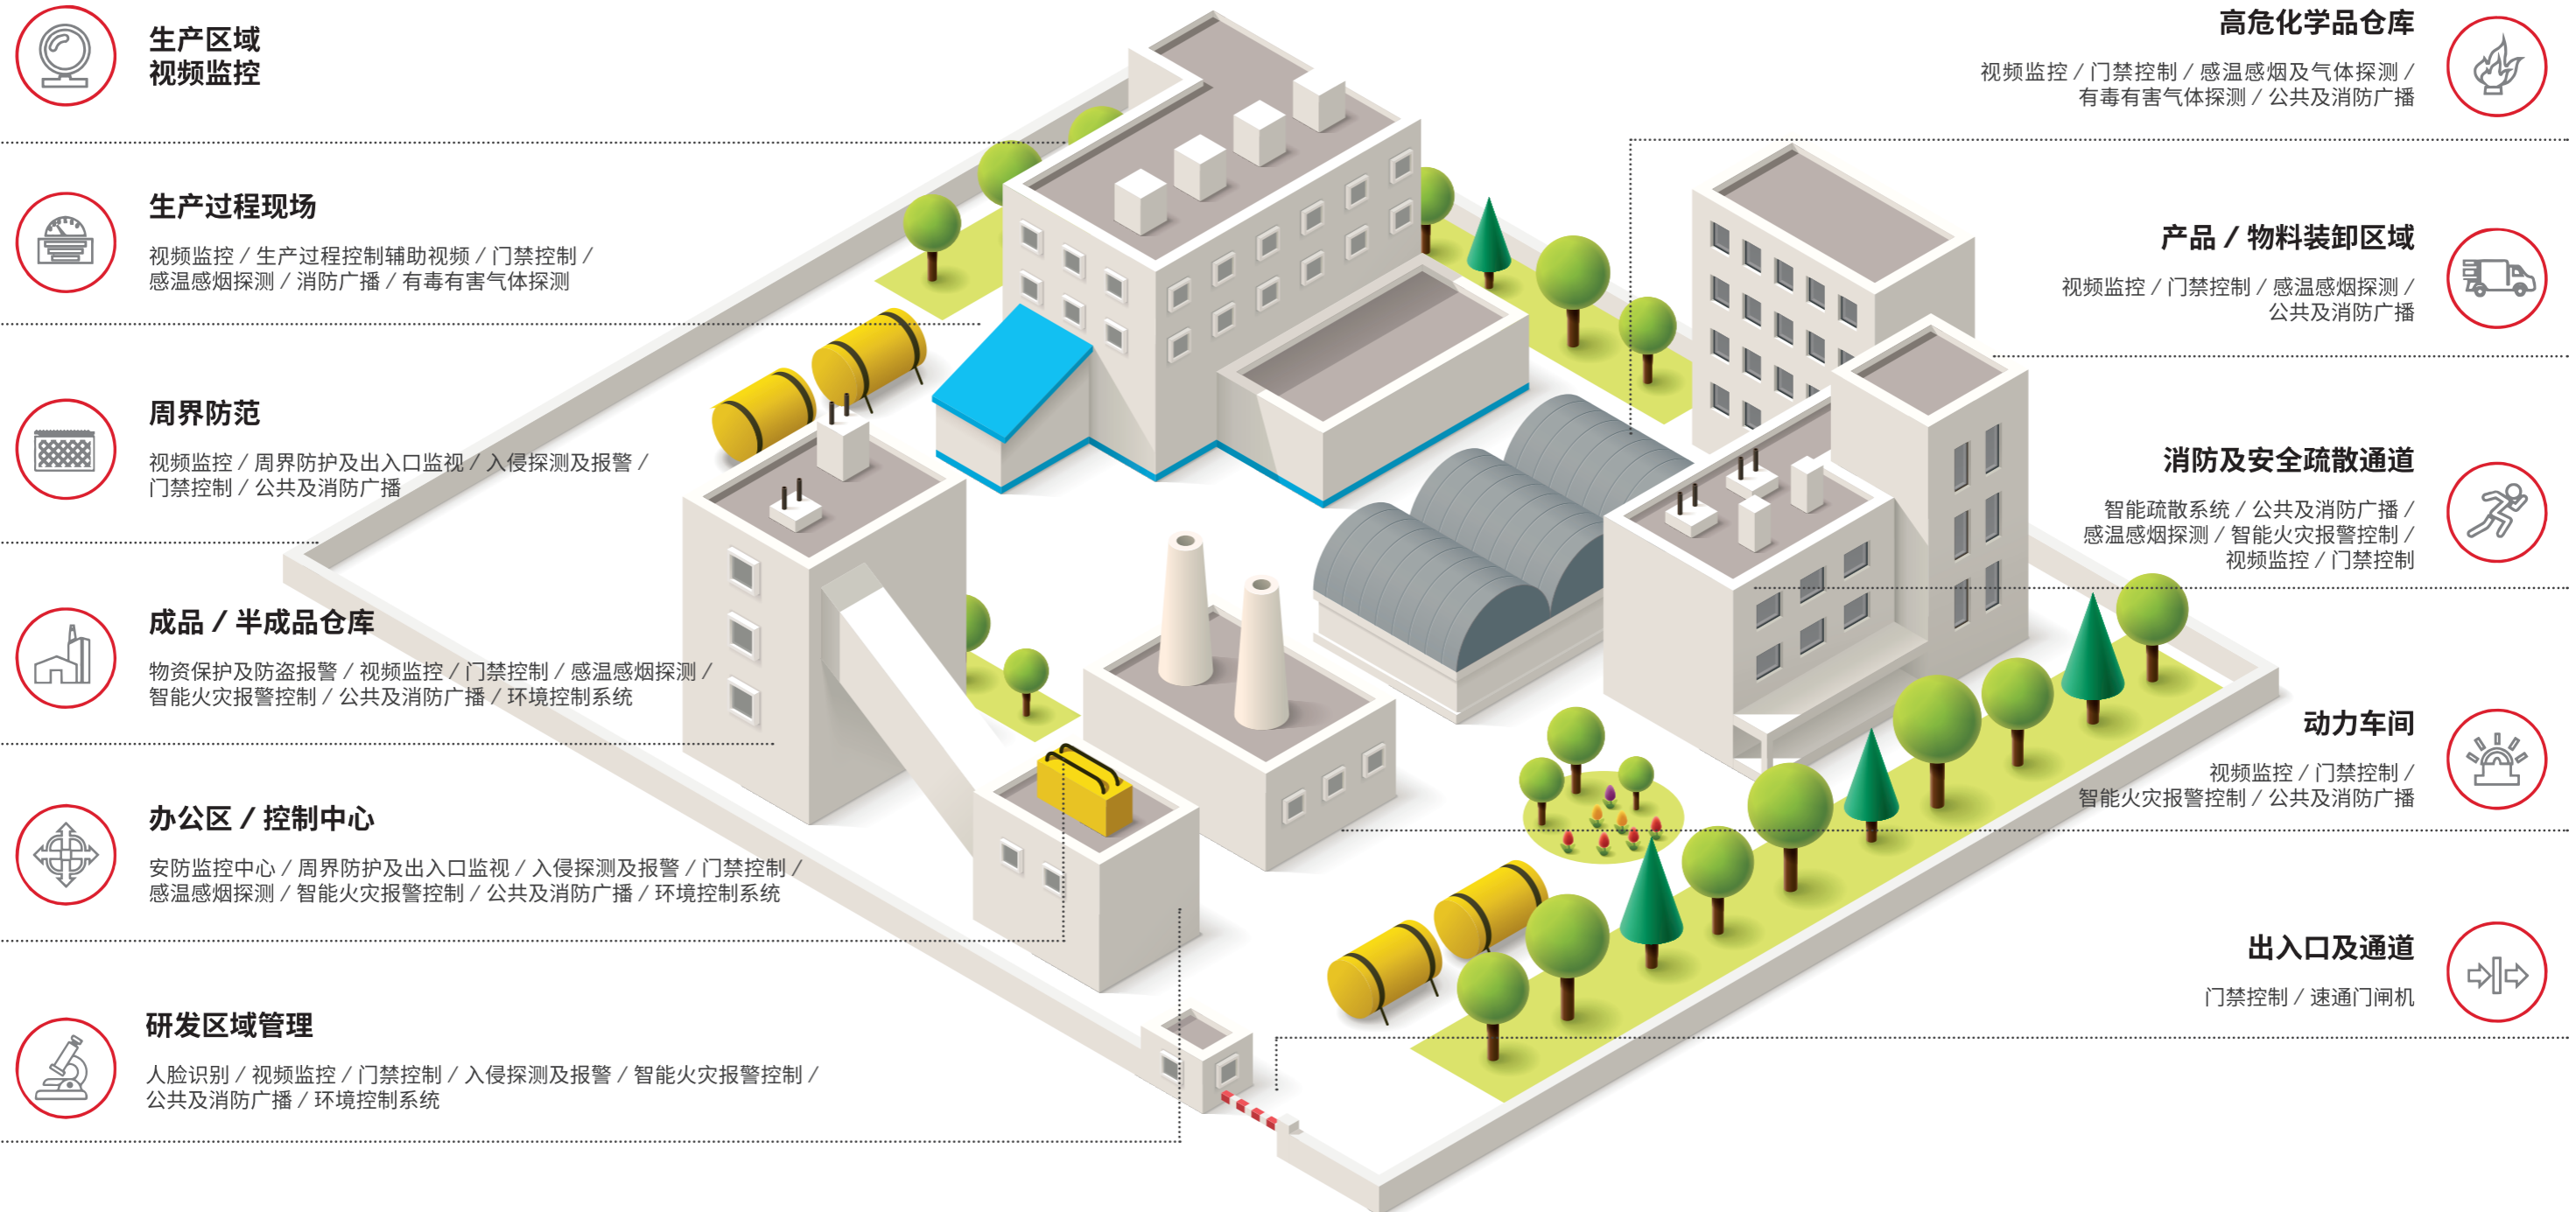 生产区域
视频监控
生产过程现场
视频监控 / 生产过程控制辅助视频 / 门禁控制 /
感温感烟探测 / 消防广播 / 有毒有害气体探测
周界防范
视频监控 / 周界防护及出入口监视 / 入侵探测及报警 /
门禁控制 / 公共及消防广播
成品 / 半成品仓库
物资保护及防盗报警 / 视频监控 / 门禁控制 / 感温感烟探测 /
智能火灾报警控制 / 公共及消防广播 / 环境控制系统
办公区 / 控制中心
安防监控中心 / 周界防护及出入口监视 / 入侵探测及报警 / 门禁控制 /
感温感烟探测 / 智能火灾报警控制 / 公共及消防广播 / 环境控制系统
研发区域管理
人脸识别 / 视频监控 / 门禁控制 / 入侵探测及报警 / 智能火灾报警控制 /
公共及消防广播 / 环境控制系统
高危化学品仓库
视频监控 / 门禁控制 / 感温感烟及气体探测 /
有毒有害气体探测 / 公共及消防广播
产品 / 物料装卸区域
视频监控 / 门禁控制 / 感温感烟探测 /
公共及消防广播
消防及安全疏散通道
智能疏散系统 / 公共及消防广播 /
感温感烟探测 / 智能火灾报警控制 /
视频监控 / 门禁控制
动力车间
视频监控 / 门禁控制 /
智能火灾报警控制 / 公共及消防广播
出入口及通道
门禁控制 / 速通门闸机